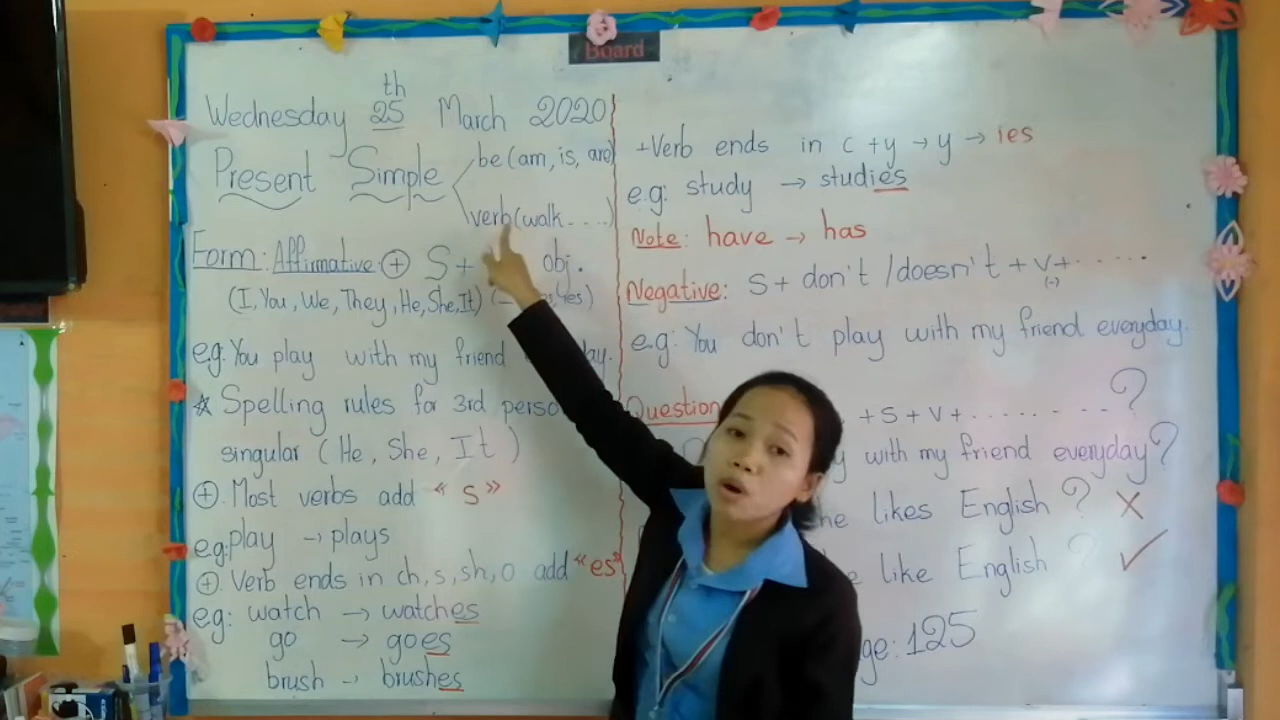 Board
th
Wednesday 25 March 2020
Present Simple
be (am, is, are)
verb (walk ....)
Form: Affirmative ⊕ S + obj.
(I, You, We, They, He, She, It)
e.g: You play with my friend
☆ Spelling rules for 3rd
singular (He, She, It)
⊕ Most verbs add "s"
eg: play → plays
⊕ Verb ends in ch, s, sh, o add "es"
eg: watch → watches
go → goes
brush → brushes
+Verb ends in c + y → y → ies
e.g: study → studies
Note: have → has
Negative: S + don't / doesn't + V + ......
(-)
e.g: You don't play with my friend everyday.
Question
+ S + V + ......... ?
with my friend everyday?
likes English ? X
like English ? ✓
125